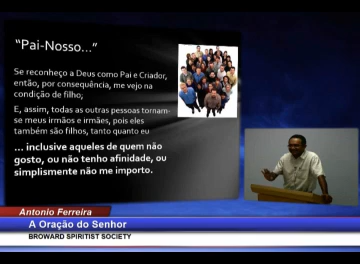 “Pai-Nosso...”
Se reconheço a Deus como Pai e Criador,
então, por consequência, me vejo na
condição de filho;
E, assim, todas as outras pessoas tornam-
se meus irmãos e irmãs, pois eles
também são filhos, tanto quanto eu
... inclusive aqueles de quem não
gosto, ou não tenho afinidade, ou
simplismente não me importo.
Antonio Ferreira
A Oração do Senhor
BROWARD SPIRITIST SOCIETY